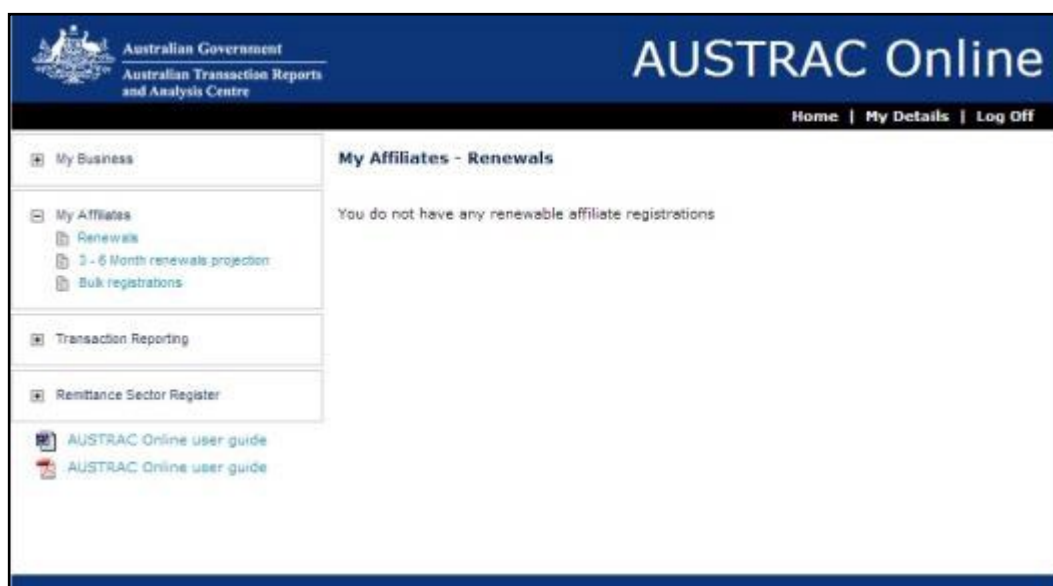 Australian Government
Australian Transaction Reports
and Analysis Centre
AUSTRAC Online
Home | My Details | Log Off
My Business
My Affiliates
Renewals
3 - 6 Month renewals projection
Bulk registrations
Transaction Reporting
Remittance Sector Register
AUSTRAC Online user guide
AUSTRAC Online user guide
My Affiliates - Renewals
You do not have any renewable affiliate registrations